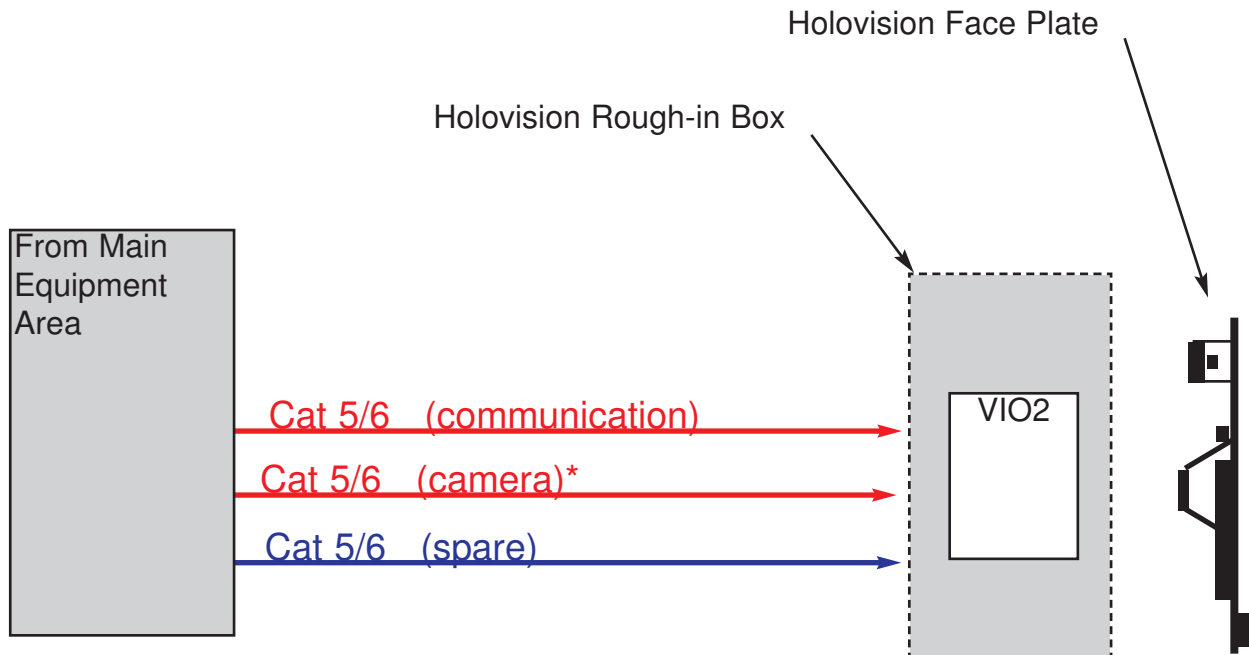 Holovision Face Plate
Holovision Rough-in Box
From Main
Equipment
Area
Cat 5/6 (communication)
VIO2
Cat 5/6 (camera)*
Cat 5/6 (spare)